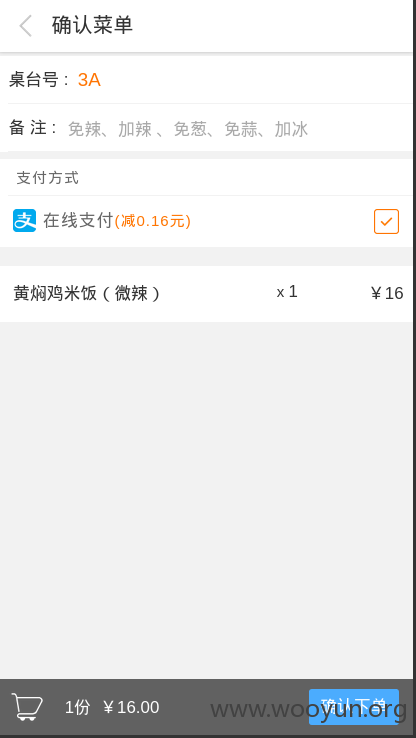 确认菜单
桌台号： 3A
备 注： 免辣、加辣 、免葱、免蒜、加冰
支付方式
支 在线支付(减0.16元)
黄焖鸡米饭（微辣） x 1 ￥16
1份 ￥16.00 确认下单
www.wooyun.org